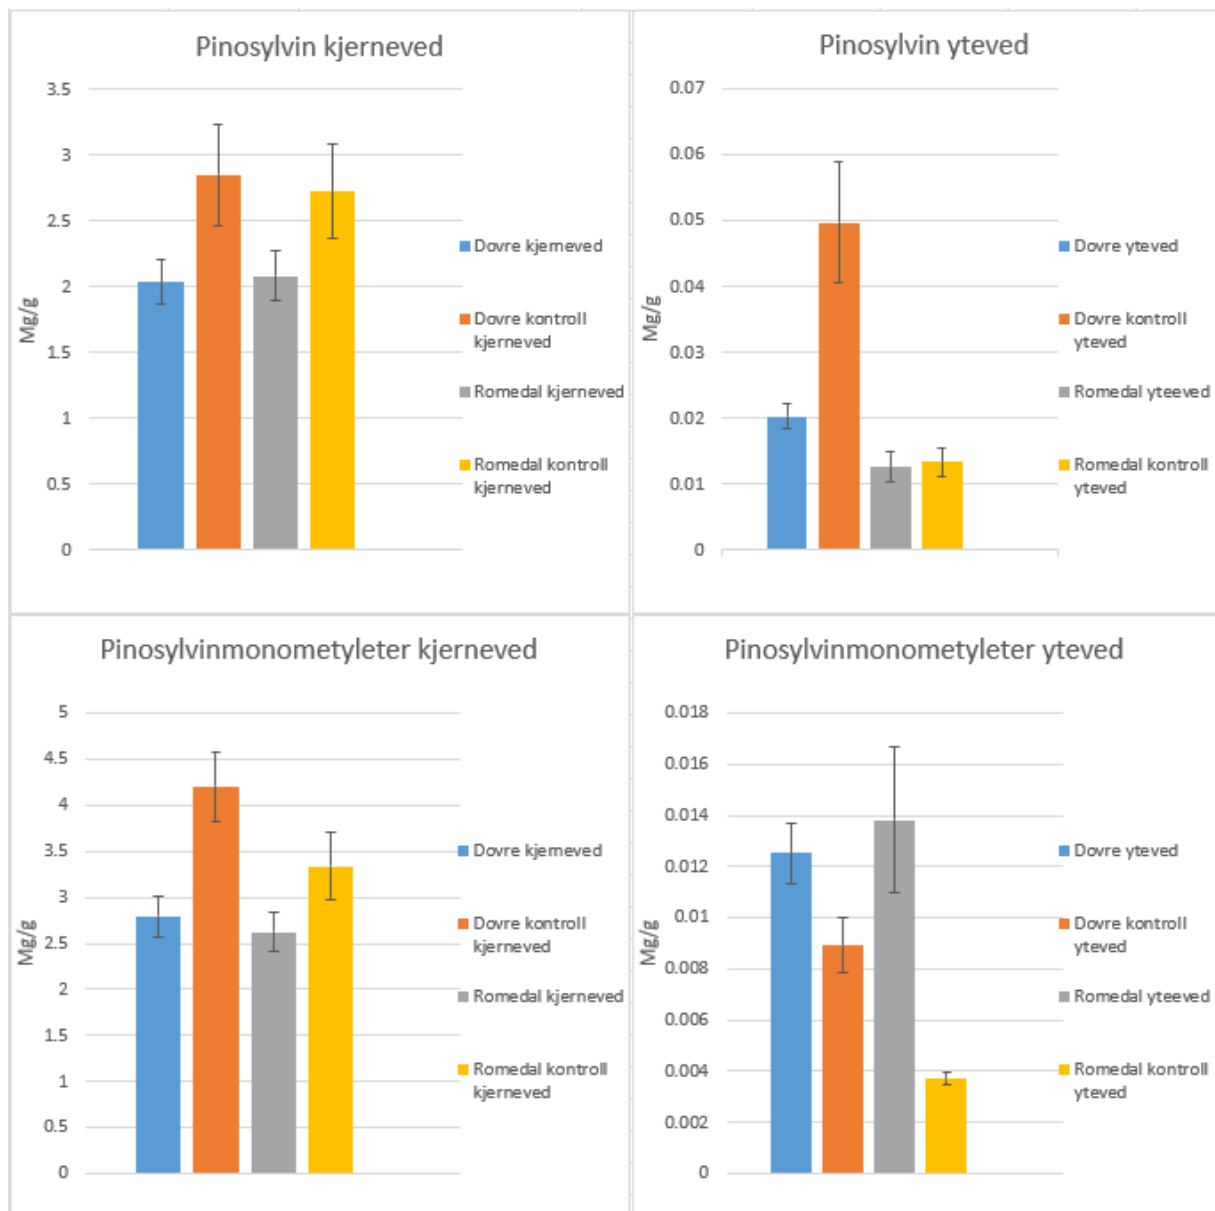 Pinosylvin kjerneved
3.5
3
2.5
2
1.5
1
0.5
0
Mg/g
Dovre kjerneved
Dovre kontroll
kjerneved
Romedal kjerneved
Romedal kontroll
kjerneved
Pinosylvin yteved
0.07
0.06
0.05
0.04
0.03
0.02
0.01
0
Mg/g
Dovre yteved
Dovre kontroll
yteved
Romedal yteeved
Romedal kontroll
yteved
Pinosylvinmonometyleter kjerneved
5
4.5
4
3.5
3
2.5
2
1.5
1
0.5
0
Mg/g
Dovre kjerneved
Dovre kontroll
kjerneved
Romedal kjerneved
Romedal kontroll
kjerneved
Pinosylvinmonometyleter yteved
0.018
0.016
0.014
0.012
0.01
0.008
0.006
0.004
0.002
0
Mg/g
Dovre yteved
Dovre kontroll
yteved
Romedal yteeved
Romedal kontroll
yteved